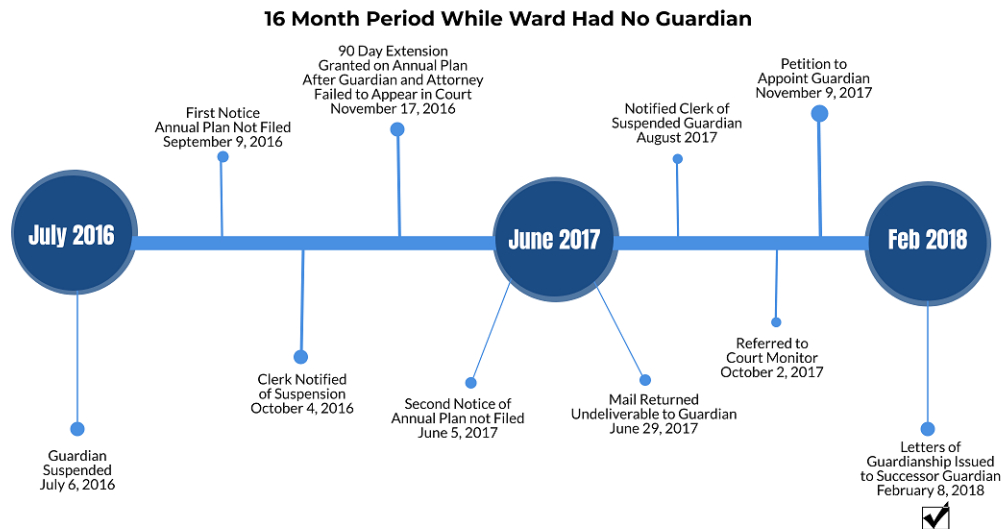 16 Month Period While Ward Had No Guardian
90 Day Extension
Granted on Annual Plan
After Guardian and Attorney
Failed to Appear in Court
November 17, 2016
Petition to
Appoint Guardian
November 9, 2017
First Notice
Annual Plan Not Filed
September 9, 2016
Notified Clerk of
Suspended Guardian
August 2017
July 2016
June 2017
Feb 2018
Guardian
Suspended
July 6, 2016
Clerk Notified
of Suspension
October 4, 2016
Second Notice of
Annual Plan not Filed
June 5, 2017
Mail Returned
Undeliverable to Guardian
June 29, 2017
Referred to
Court Monitor
October 2, 2017
Letters of
Guardianship Issued
to Successor Guardian
February 8, 2018